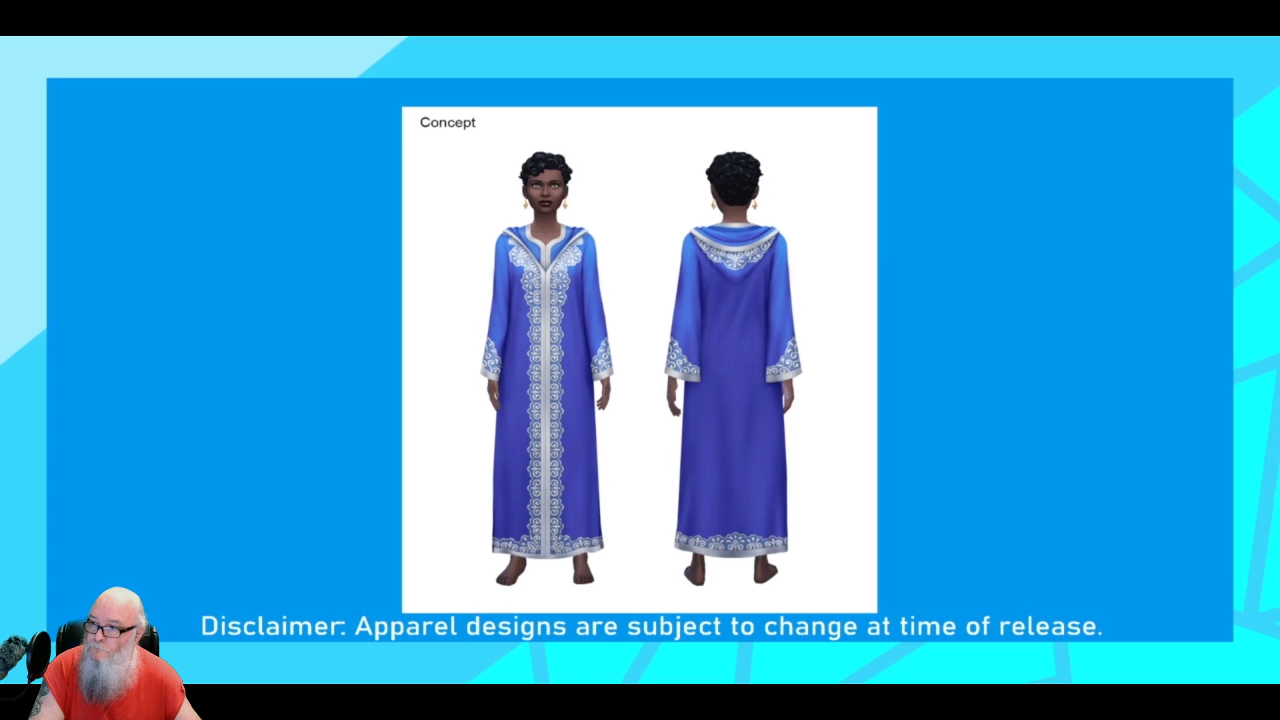 Concept
Disclaimer: Apparel designs are subject to change at time of release.